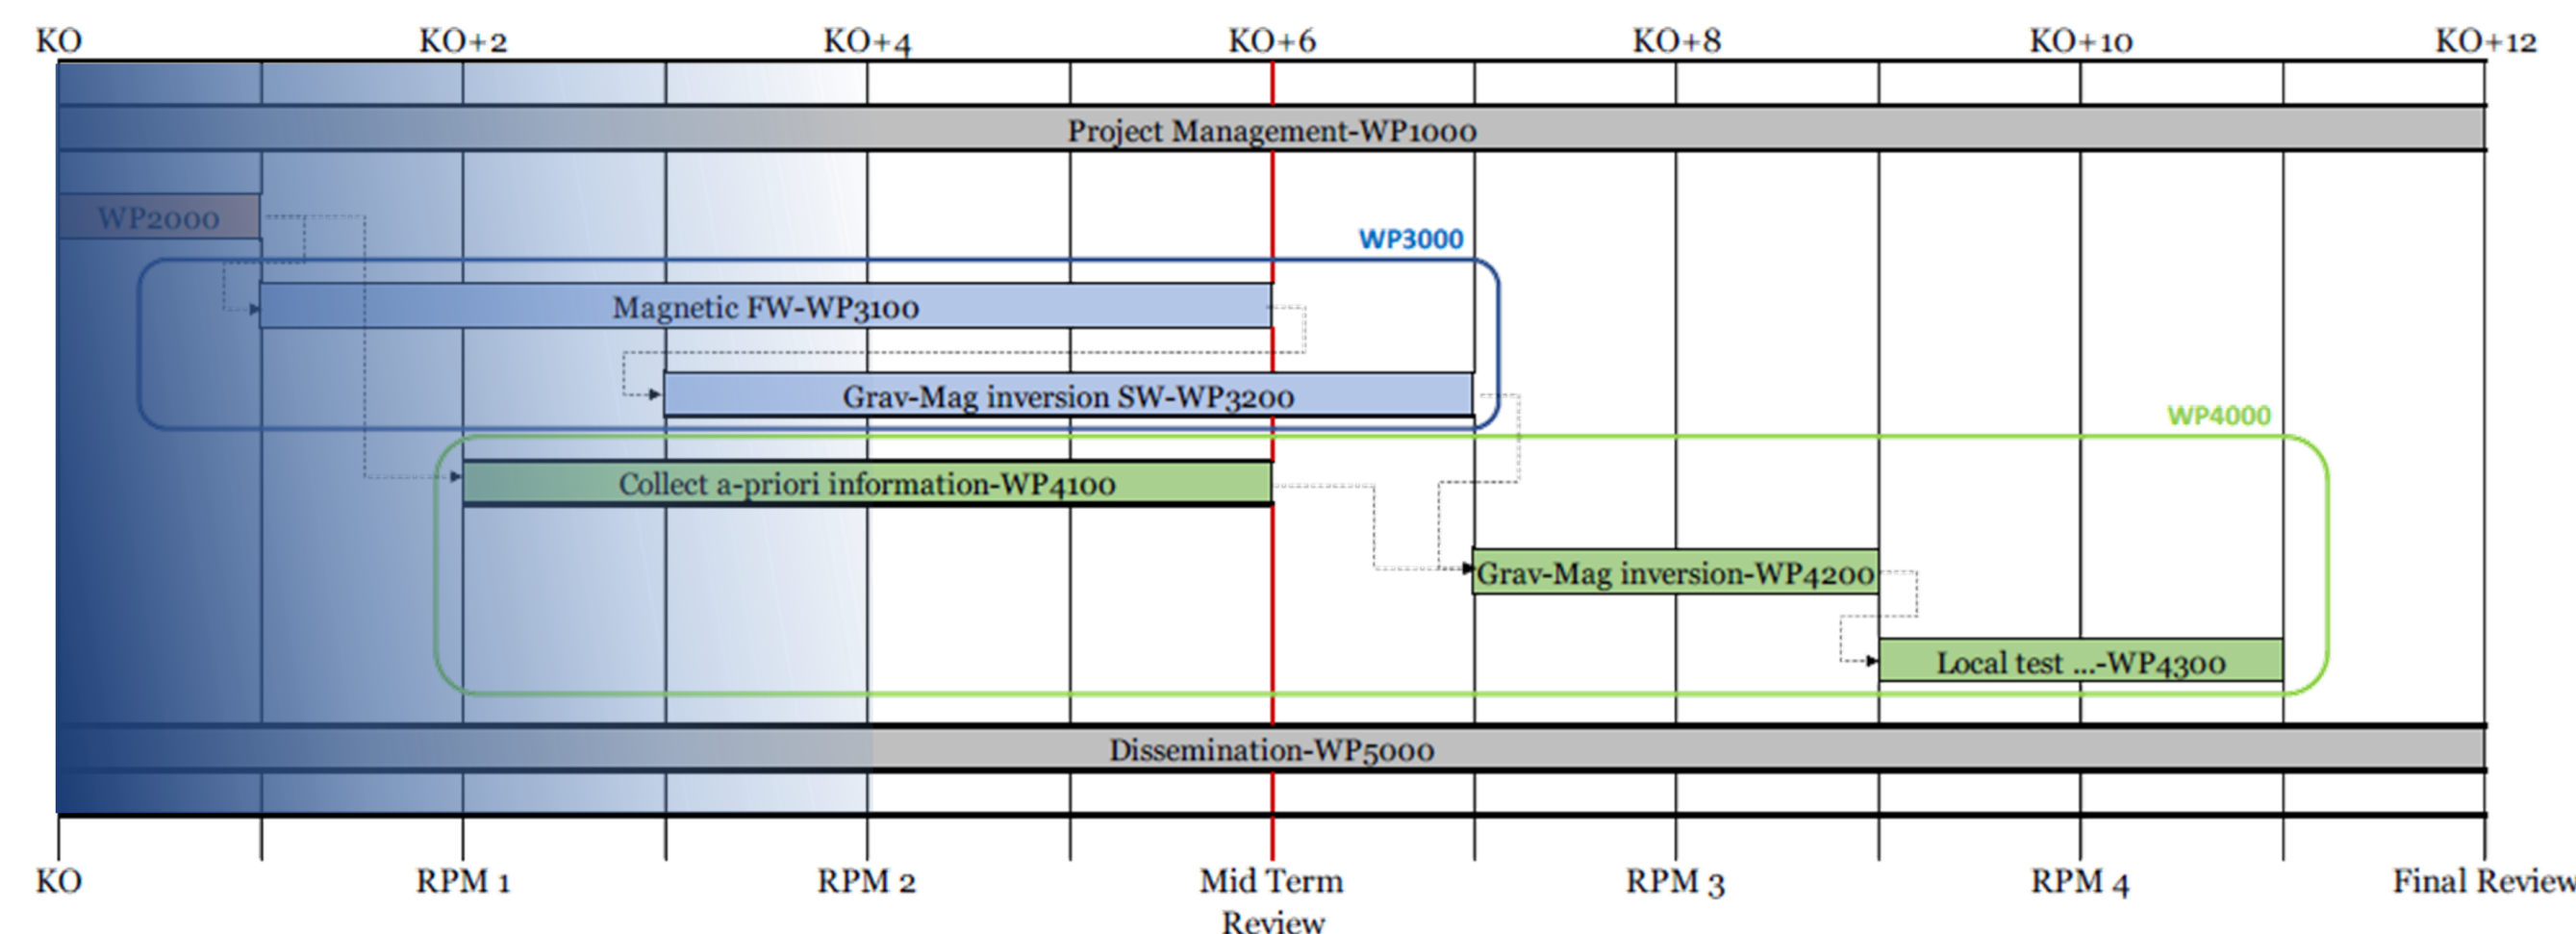 KO KO+2 KO+4 KO+6 KO+8 KO+10 KO+12
Project Management-WP1000
WP2000
WP3000
Magnetic FW-WP3100
Grav-Mag inversion SW-WP3200
WP4000
Collect a-priori information-WP4100
Grav-Mag inversion-WP4200
Local test ...-WP4300
Dissemination-WP5000
KO RPM 1 RPM 2 Mid Term RPM 3 RPM 4 Final Review
Review